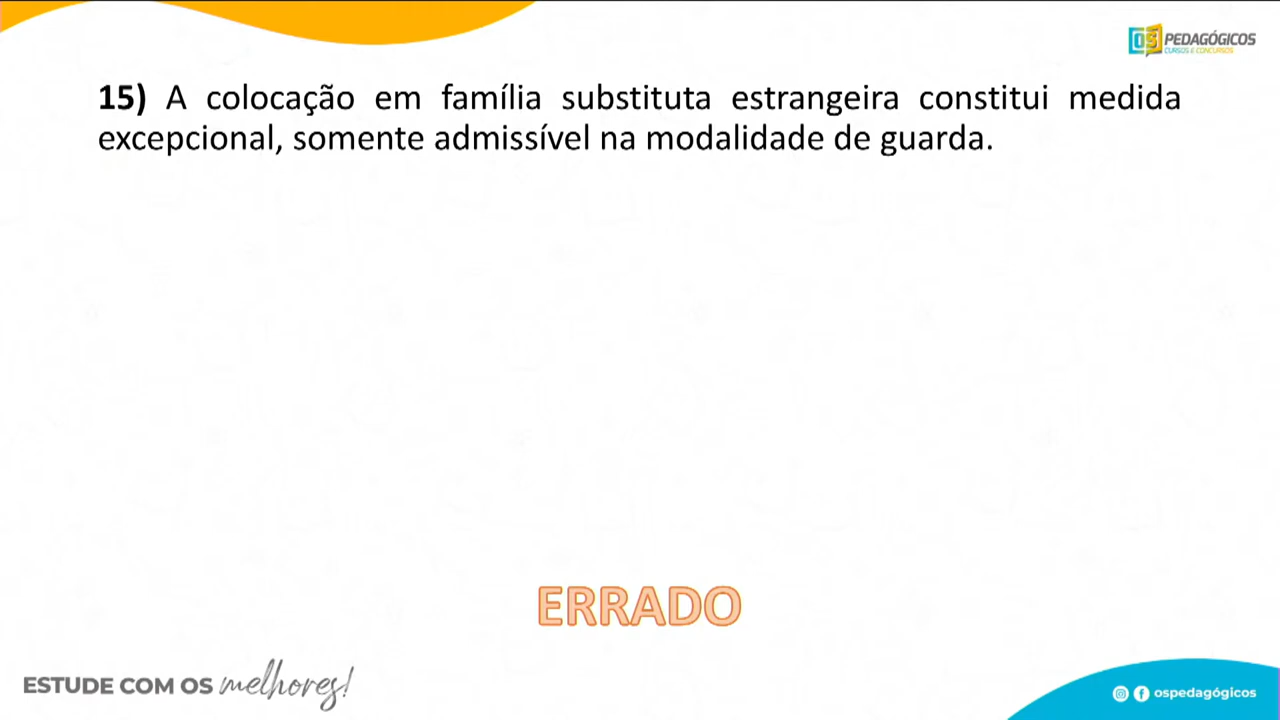 OS PEDAGÓGICOS
CURSOS E CONCURSOS
15) A colocação em família substituta estrangeira constitui medida
excepcional, somente admissível na modalidade de guarda.
ERRADO
ESTUDE COM OS melhores!
ospedagógicos